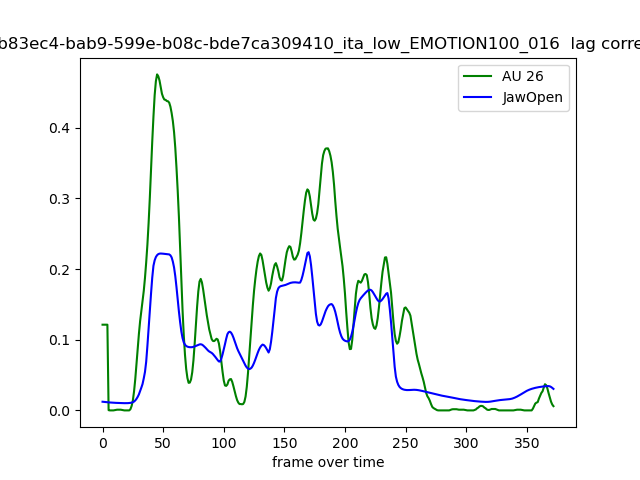 b83ec4-bab9-599e-b08c-bde7ca309410_ita_low_EMOTION100_016 lag corre
AU 26
JawOpen
0.4
0.3
0.2
0.1
0.0
0 50 100 150 200 250 300 350
frame over time